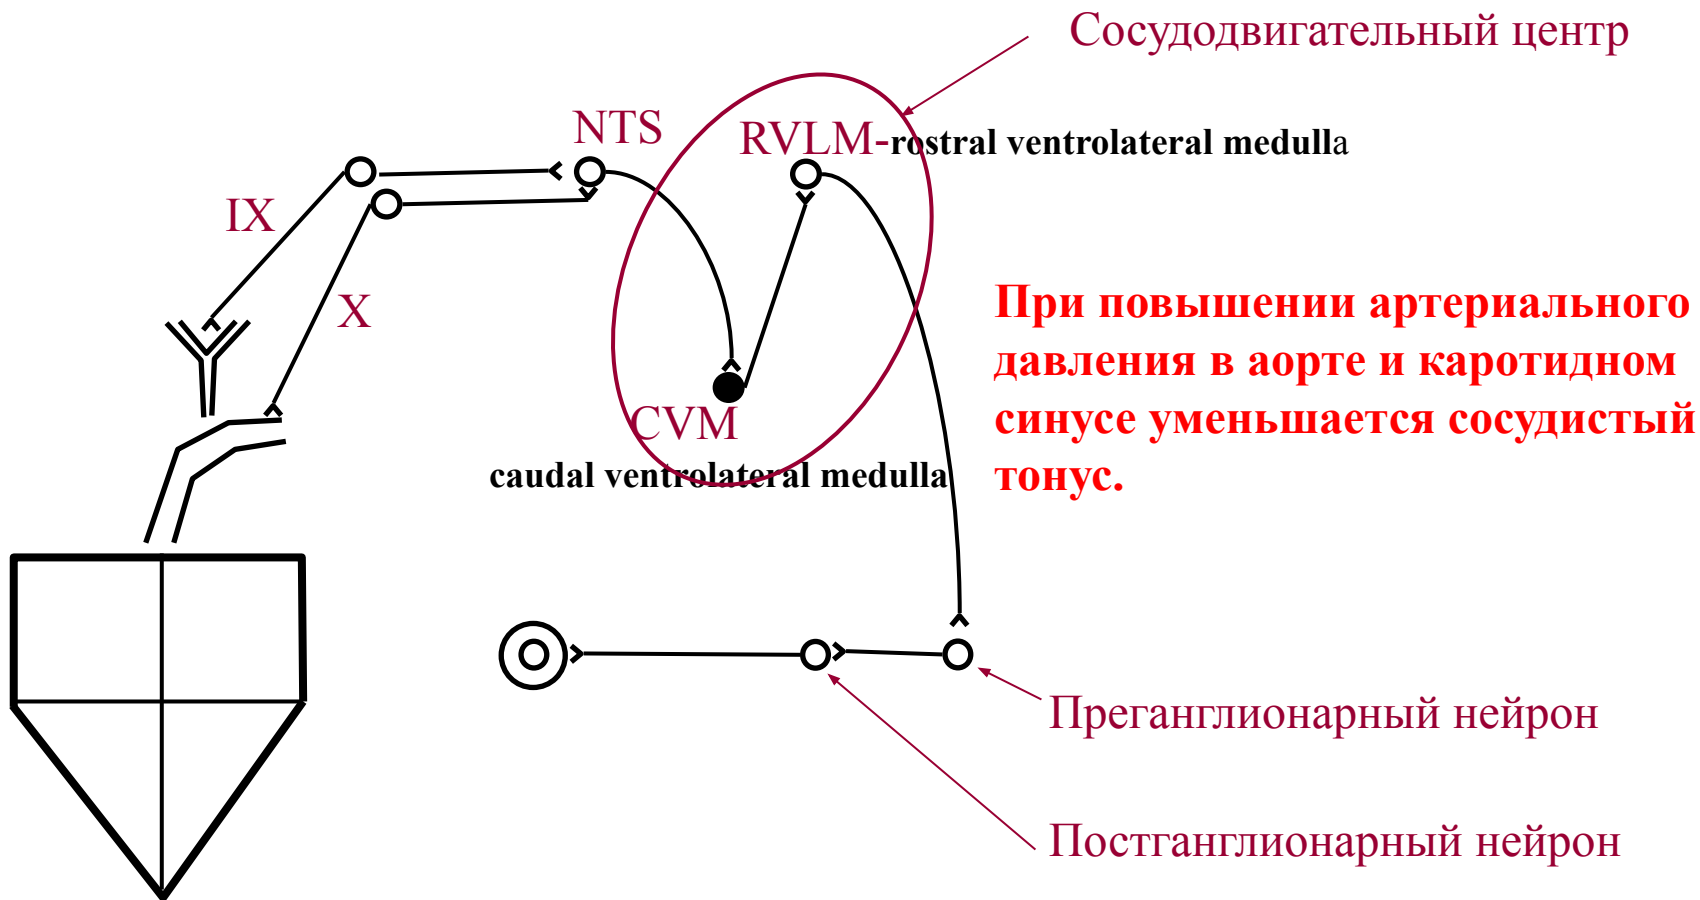 Сосудодвигательный центр
NTS
RVLM-rostral ventrolateral medulla
IX
X
При повышении артериального
давления в аорте и каротидном
синусе уменьшается сосудистый
тонус.
CVM
caudal ventrolateral medulla
Преганглионарный нейрон
Постганглионарный нейрон